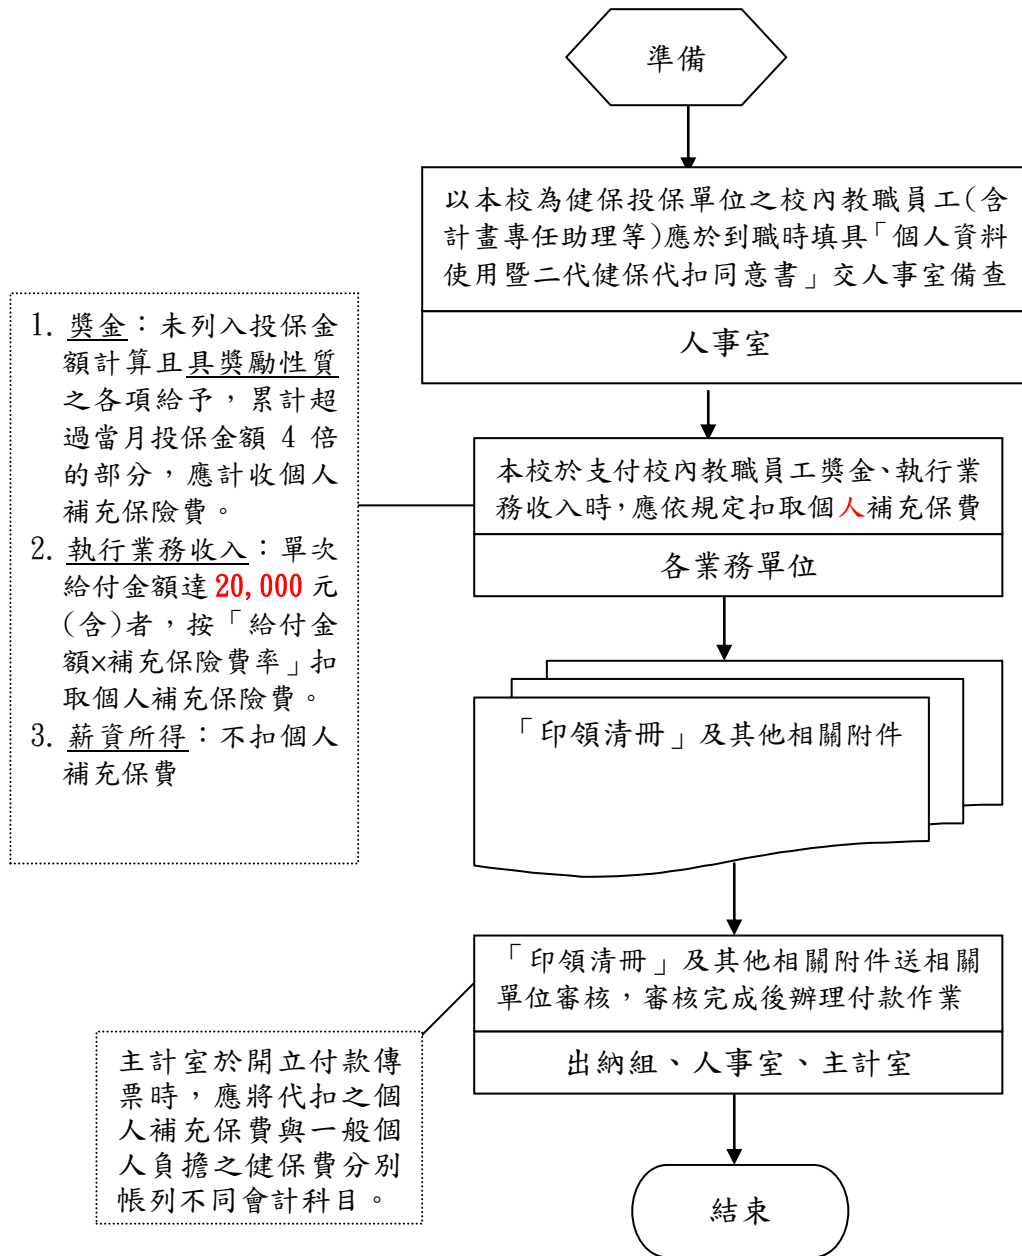 準備
以本校為健保投保單位之校內教職員工(含
計畫專任助理等)應於到職時填具「個人資料
使用暨二代健保代扣同意書」交人事室備查
人事室
1. 獎金：未列入投保金
額計算且具獎勵性質
之各項給予，累計超
過當月投保金額 4 倍
的部分，應計收個人
補充保險費。
2. 執行業務收入：單次
給付金額達 20,000 元
(含)者，按「給付金
額×補充保險費率」扣
取個人補充保險費。
3. 薪資所得：不扣個人
補充保費
本校於支付校內教職員工獎金、執行業
務收入時，應依規定扣取個人補充保費
各業務單位
「印領清冊」及其他相關附件
「印領清冊」及其他相關附件送相關
單位審核，審核完成後辦理付款作業
出納組、人事室、主計室
主計室於開立付款傳
票時，應將代扣之個
人補充保費與一般個
人負擔之健保費分別
帳列不同會計科目。
結束